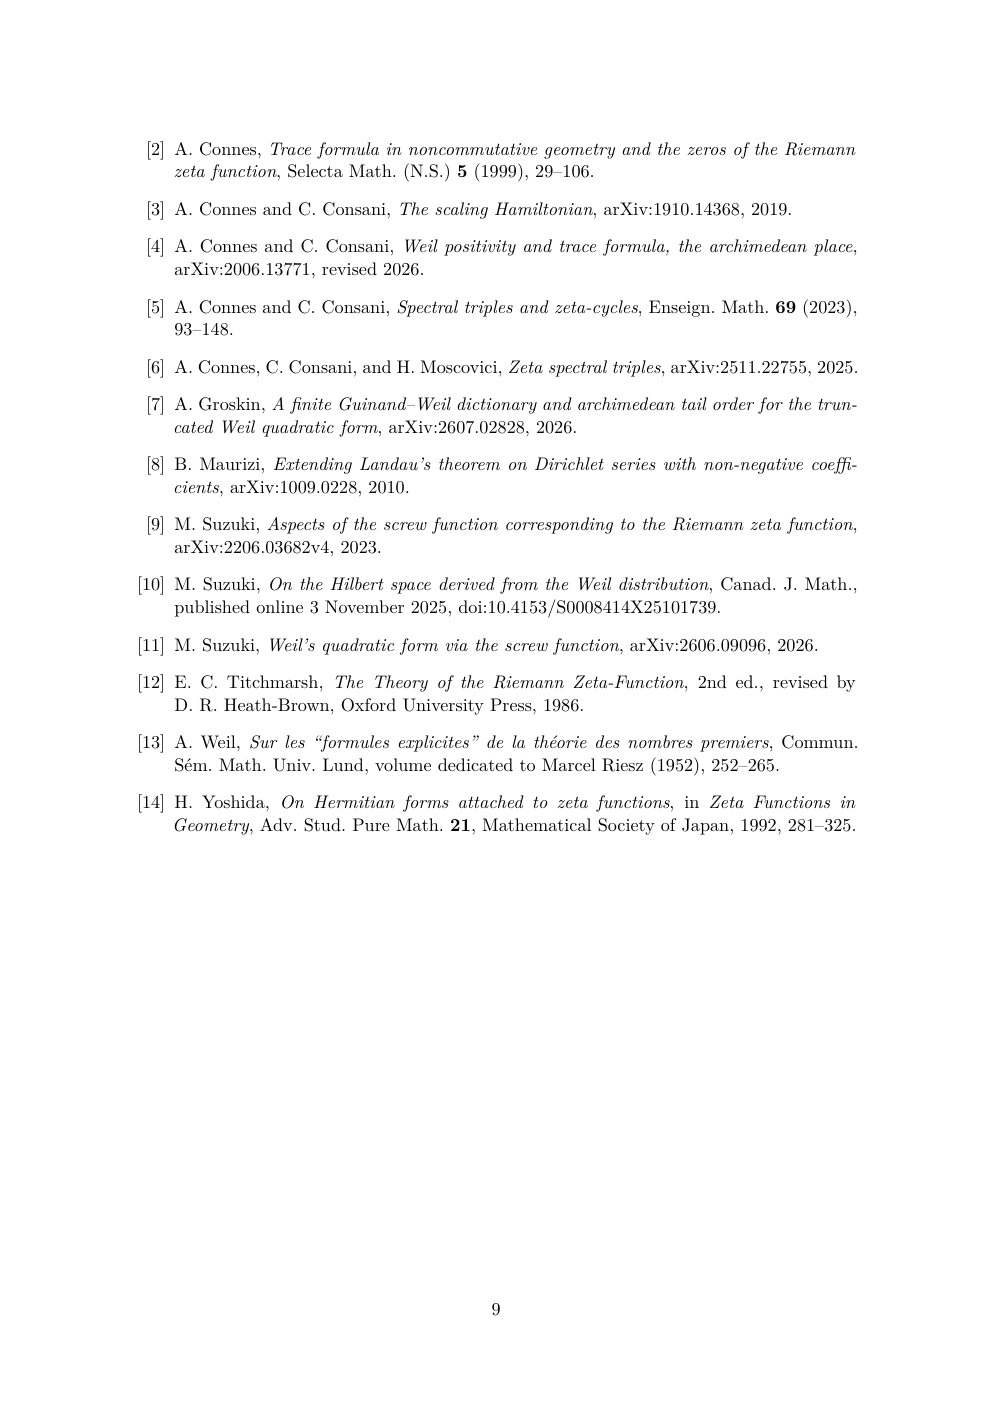 [2] A. Connes, Trace formula in noncommutative geometry and the zeros of the Riemann
zeta function, Selecta Math. (N.S.) 5 (1999), 29–106.
[3] A. Connes and C. Consani, The scaling Hamiltonian, arXiv:1910.14368, 2019.
[4] A. Connes and C. Consani, Weil positivity and trace formula, the archimedean place,
arXiv:2006.13771, revised 2026.
[5] A. Connes and C. Consani, Spectral triples and zeta-cycles, Enseign. Math. 69 (2023),
93–148.
[6] A. Connes, C. Consani, and H. Moscovici, Zeta spectral triples, arXiv:2511.22755, 2025.
[7] A. Groskin, A finite Guinand–Weil dictionary and archimedean tail order for the trun-
cated Weil quadratic form, arXiv:2607.02828, 2026.
[8] B. Maurizi, Extending Landau's theorem on Dirichlet series with non-negative coeffi-
cients, arXiv:1009.0228, 2010.
[9] M. Suzuki, Aspects of the screw function corresponding to the Riemann zeta function,
arXiv:2206.03682v4, 2023.
[10] M. Suzuki, On the Hilbert space derived from the Weil distribution, Canad. J. Math.,
published online 3 November 2025, doi:10.4153/S0008414X25101739.
[11] M. Suzuki, Weil's quadratic form via the screw function, arXiv:2606.09096, 2026.
[12] E. C. Titchmarsh, The Theory of the Riemann Zeta-Function, 2nd ed., revised by
D. R. Heath-Brown, Oxford University Press, 1986.
[13] A. Weil, Sur les “formules explicites” de la théorie des nombres premiers, Commun.
Sém. Math. Univ. Lund, volume dedicated to Marcel Riesz (1952), 252–265.
[14] H. Yoshida, On Hermitian forms attached to zeta functions, in Zeta Functions in
Geometry, Adv. Stud. Pure Math. 21, Mathematical Society of Japan, 1992, 281–325.
9